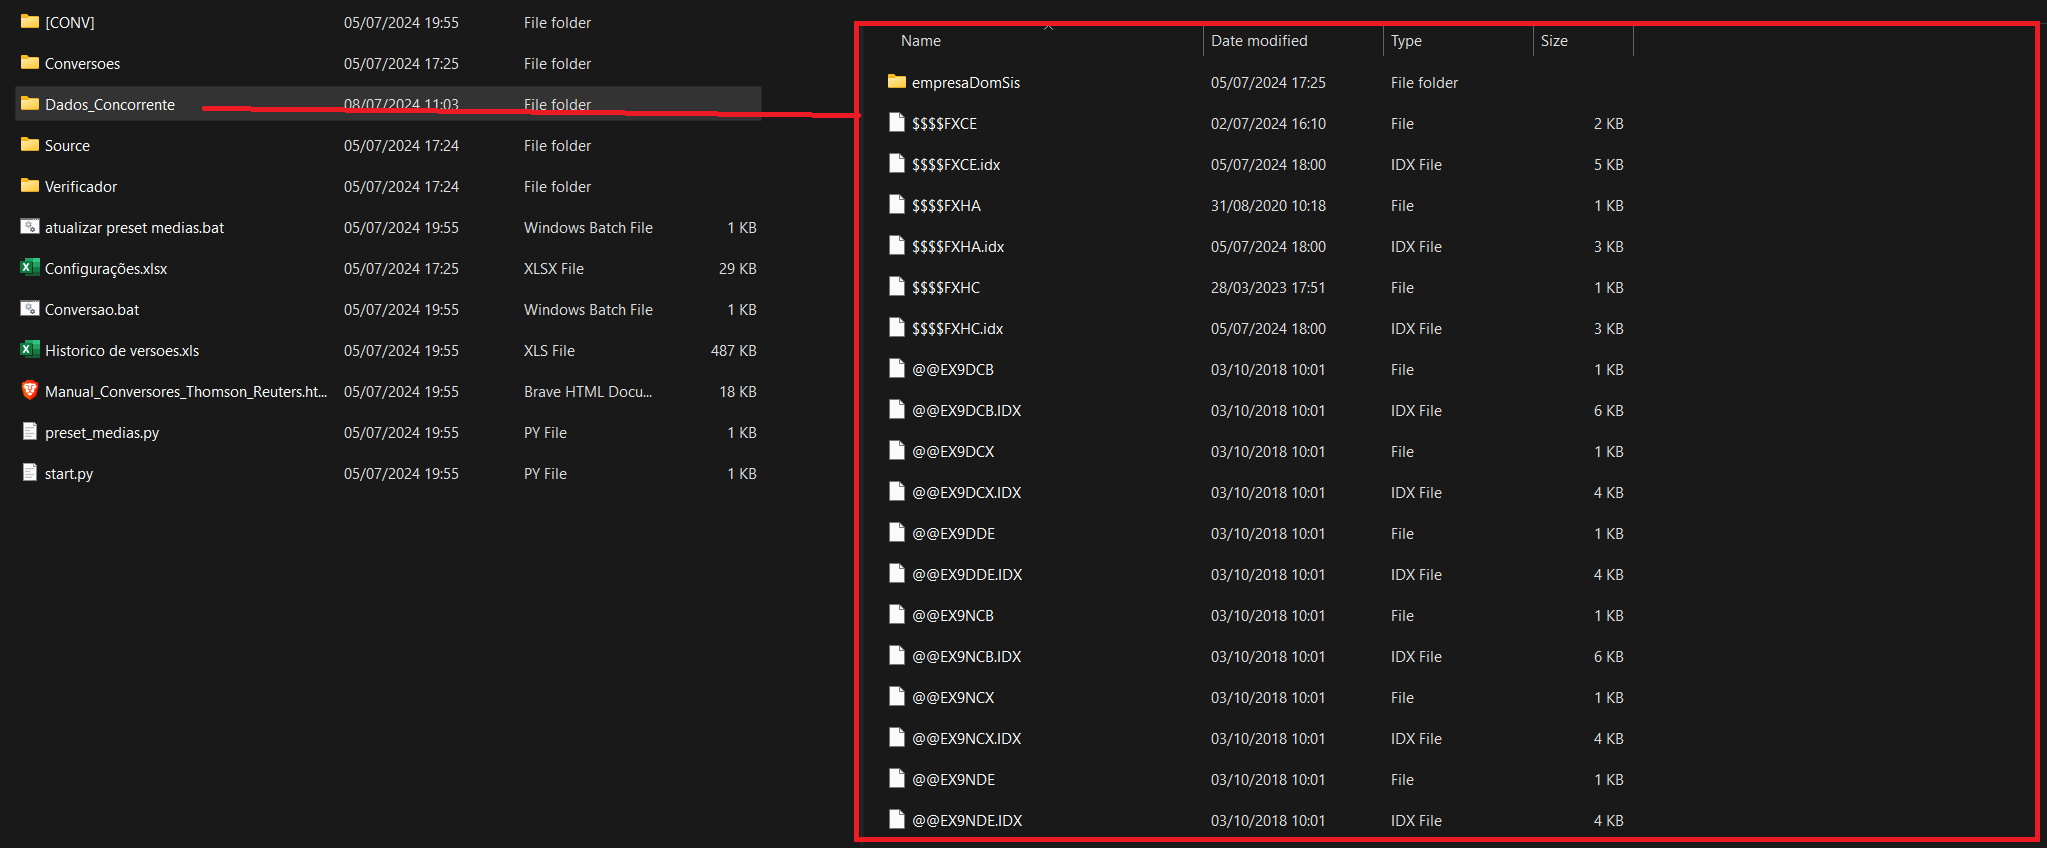 [CONV] 05/07/2024 19:55 File folder
Conversoes 05/07/2024 17:25 File folder
Dados_Concorrente 08/07/2024 11:03 File folder
Source 05/07/2024 17:24 File folder
Verificador 05/07/2024 17:24 File folder
atualizar preset medias.bat 05/07/2024 19:55 Windows Batch File 1 KB
Configurações.xlsx 05/07/2024 17:25 XLSX File 29 KB
Conversao.bat 05/07/2024 19:55 Windows Batch File 1 KB
Historico de versoes.xls 05/07/2024 19:55 XLS File 487 KB
Manual_Conversores_Thomson_Reuters.ht... 05/07/2024 19:55 Brave HTML Docu... 18 KB
preset_medias.py 05/07/2024 19:55 PY File 1 KB
start.py 05/07/2024 19:55 PY File 1 KB
Name Date modified Type Size
empresaDomSis 05/07/2024 17:25 File folder
$$$$FXCE 02/07/2024 16:10 File 2 KB
$$$$FXCE.idx 05/07/2024 18:00 IDX File 5 KB
$$$$FXHA 31/08/2020 10:18 File 1 KB
$$$$FXHA.idx 05/07/2024 18:00 IDX File 3 KB
$$$$FXHC 28/03/2023 17:51 File 1 KB
$$$$FXHC.idx 05/07/2024 18:00 IDX File 3 KB
@@EX9DCB 03/10/2018 10:01 File 1 KB
@@EX9DCB.IDX 03/10/2018 10:01 IDX File 6 KB
@@EX9DCX 03/10/2018 10:01 File 1 KB
@@EX9DCX.IDX 03/10/2018 10:01 IDX File 4 KB
@@EX9DDE 03/10/2018 10:01 File 1 KB
@@EX9DDE.IDX 03/10/2018 10:01 IDX File 4 KB
@@EX9NCB 03/10/2018 10:01 File 1 KB
@@EX9NCB.IDX 03/10/2018 10:01 IDX File 6 KB
@@EX9NCX 03/10/2018 10:01 File 1 KB
@@EX9NCX.IDX 03/10/2018 10:01 IDX File 4 KB
@@EX9NDE 03/10/2018 10:01 File 1 KB
@@EX9NDE.IDX 03/10/2018 10:01 IDX File 4 KB